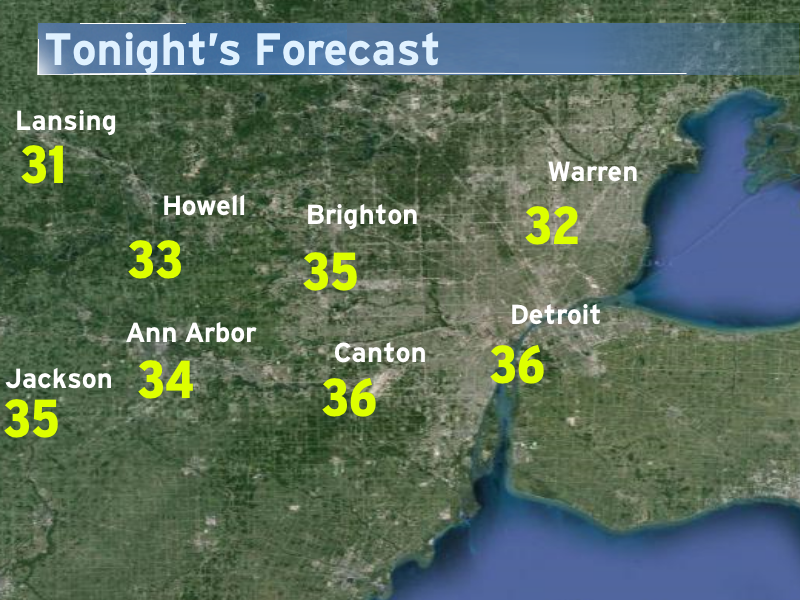 Tonight's Forecast
Lansing
31
Howell
33
Brighton
35
Warren
32
Ann Arbor
34
Canton
36
Detroit
36
Jackson
35